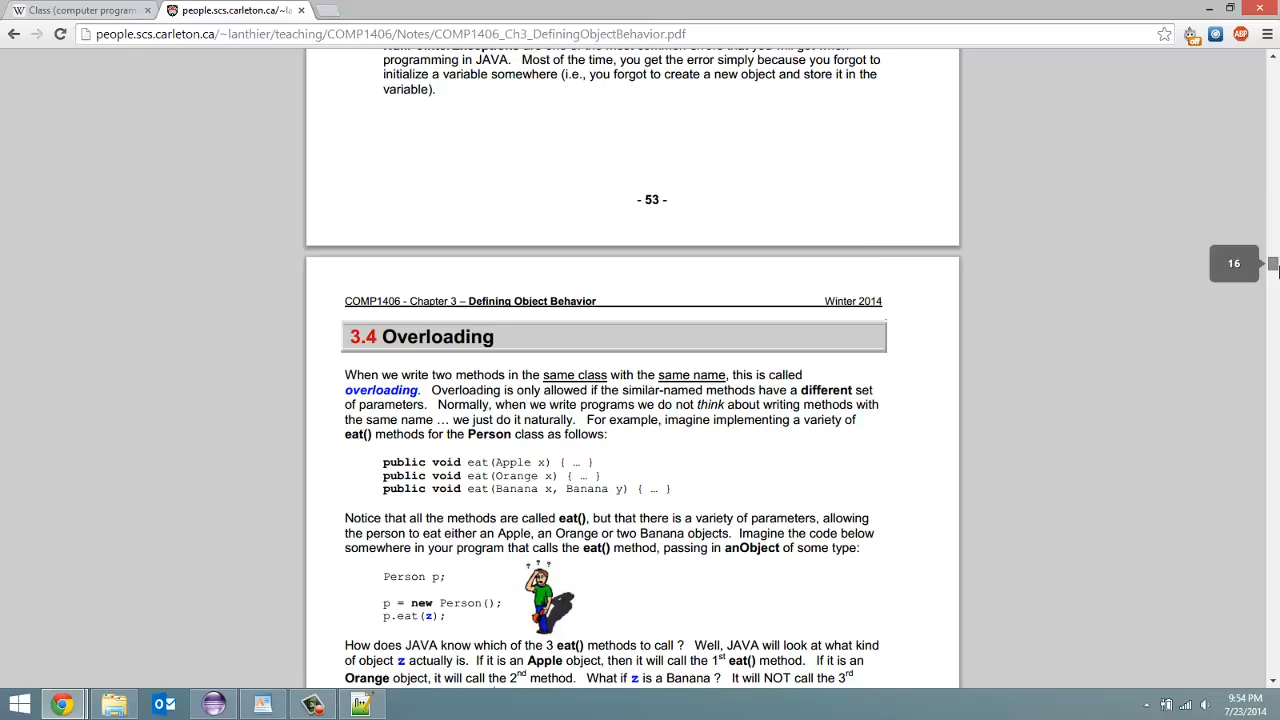 Class (computer program
people.scs.carleton.ca/~la
people.scs.carleton.ca/~lanthier/teaching/COMP1406/Notes/COMP1406_Ch3_DefiningObjectBehavior.pdf
programming in JAVA. Most of the time, you get the error simply because you forgot to
initialize a variable somewhere (i.e., you forgot to create a new object and store it in the
variable).
- 53 -
16
COMP1406 - Chapter 3 – Defining Object Behavior Winter 2014
3.4 Overloading
When we write two methods in the same class with the same name, this is called
overloading. Overloading is only allowed if the similar-named methods have a different set
of parameters. Normally, when we write programs we do not think about writing methods with
the same name … we just do it naturally. For example, imagine implementing a variety of
eat() methods for the Person class as follows:
public void eat(Apple x) { … }
public void eat(Orange x) { … }
public void eat(Banana x, Banana y) { … }
Notice that all the methods are called eat(), but that there is a variety of parameters, allowing
the person to eat either an Apple, an Orange or two Banana objects. Imagine the code below
somewhere in your program that calls the eat() method, passing in anObject of some type:
? ? ?
Person p;
p = new Person();
p.eat(z);
How does JAVA know which of the 3 eat() methods to call ? Well, JAVA will look at what kind
of object z actually is. If it is an Apple object, then it will call the 1st eat() method. If it is an
Orange object, it will call the 2nd method. What if z is a Banana ? It will NOT call the 3rd
9:54 PM
7/23/2014